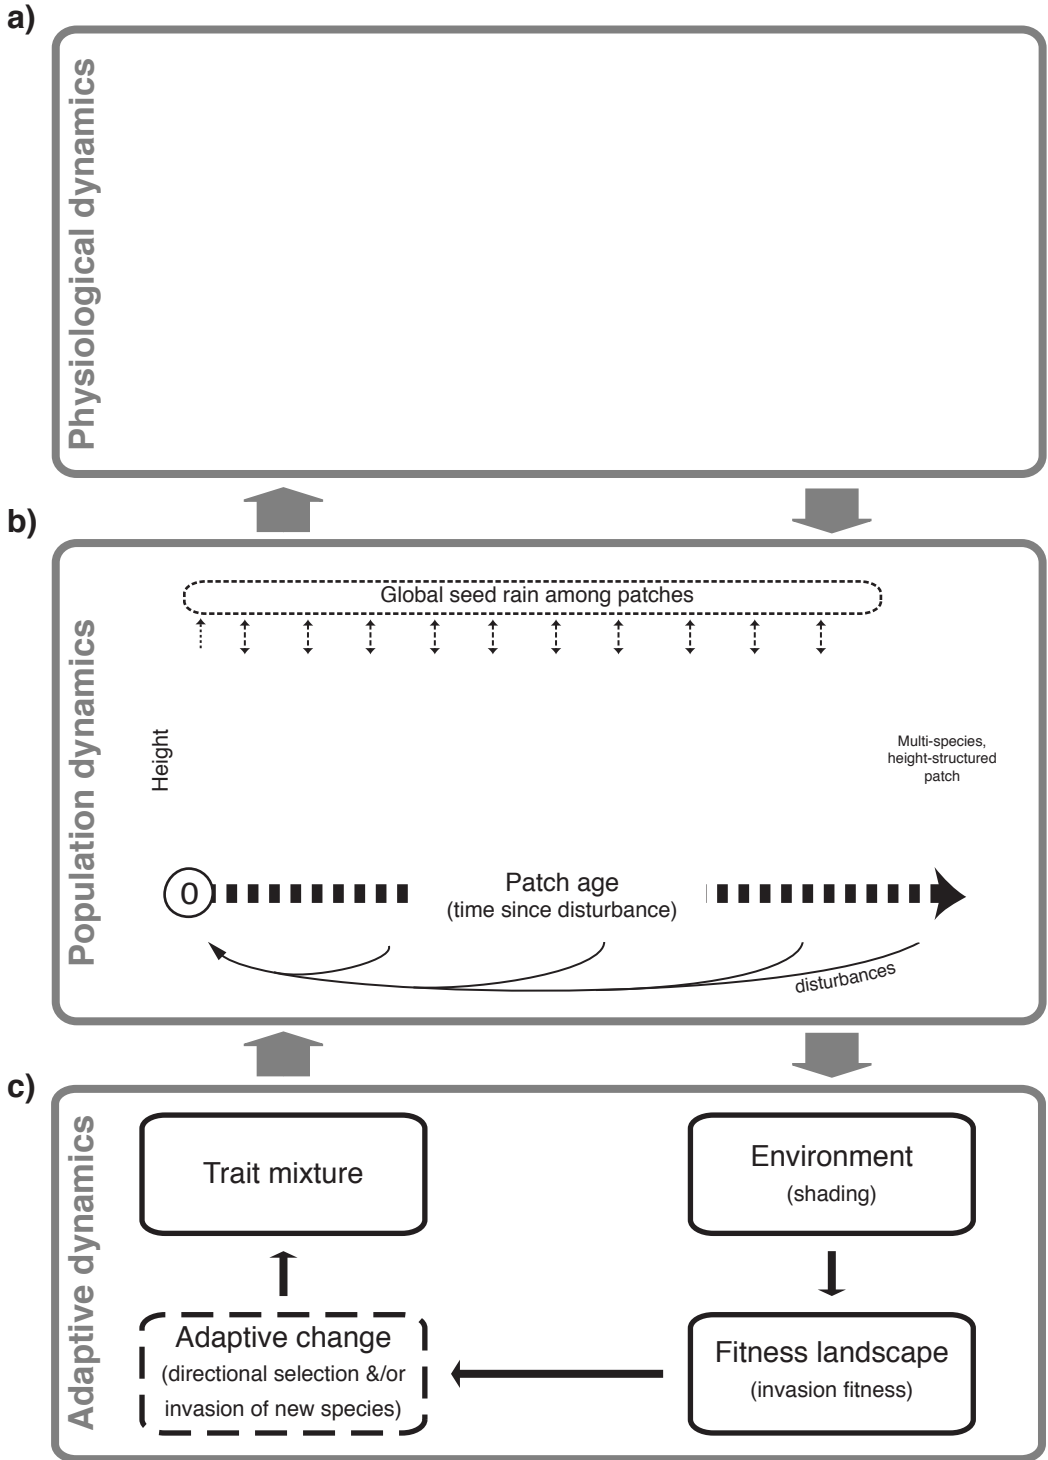 a)
Physiological dynamics
b)
Population dynamics
Global seed rain among patches
Height
Multi-species,
height-structured
patch
0
Patch age
(time since disturbance)
disturbances
c)
Adaptive dynamics
Trait mixture
Environment
(shading)
Adaptive change
(directional selection &/or
invasion of new species)
Fitness landscape
(invasion fitness)